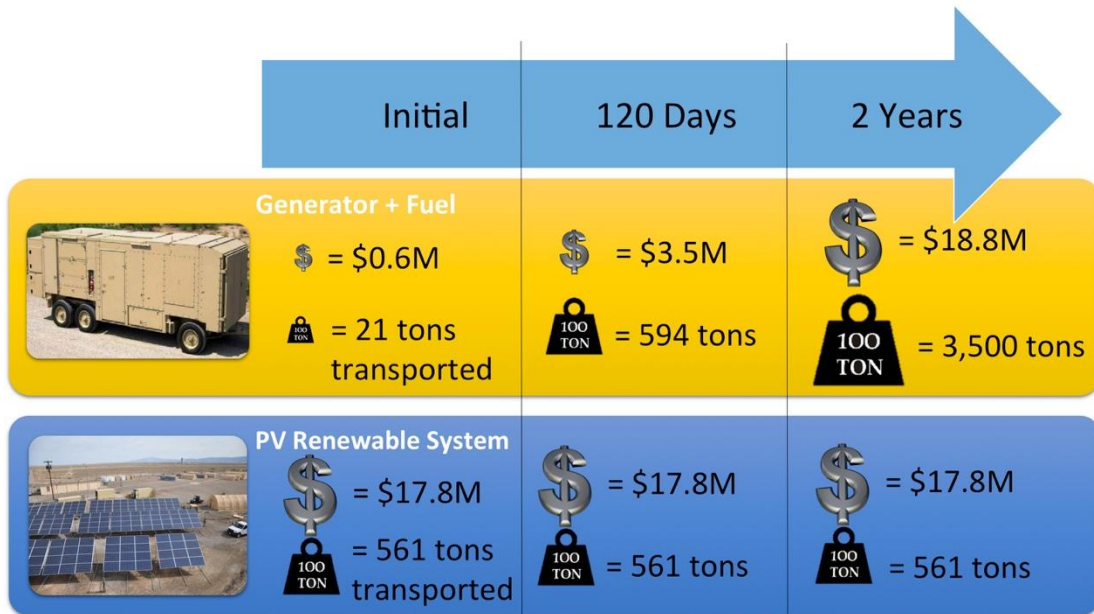 Initial
120 Days
2 Years
Generator + Fuel
= $0.6M
= $3.5M
= $18.8M
100
TON
= 21 tons
transported
100
TON
= 594 tons
100
TON
= 3,500 tons
PV Renewable System
= $17.8M
= $17.8M
= $17.8M
100
TON
= 561 tons
transported
100
TON
= 561 tons
100
TON
= 561 tons